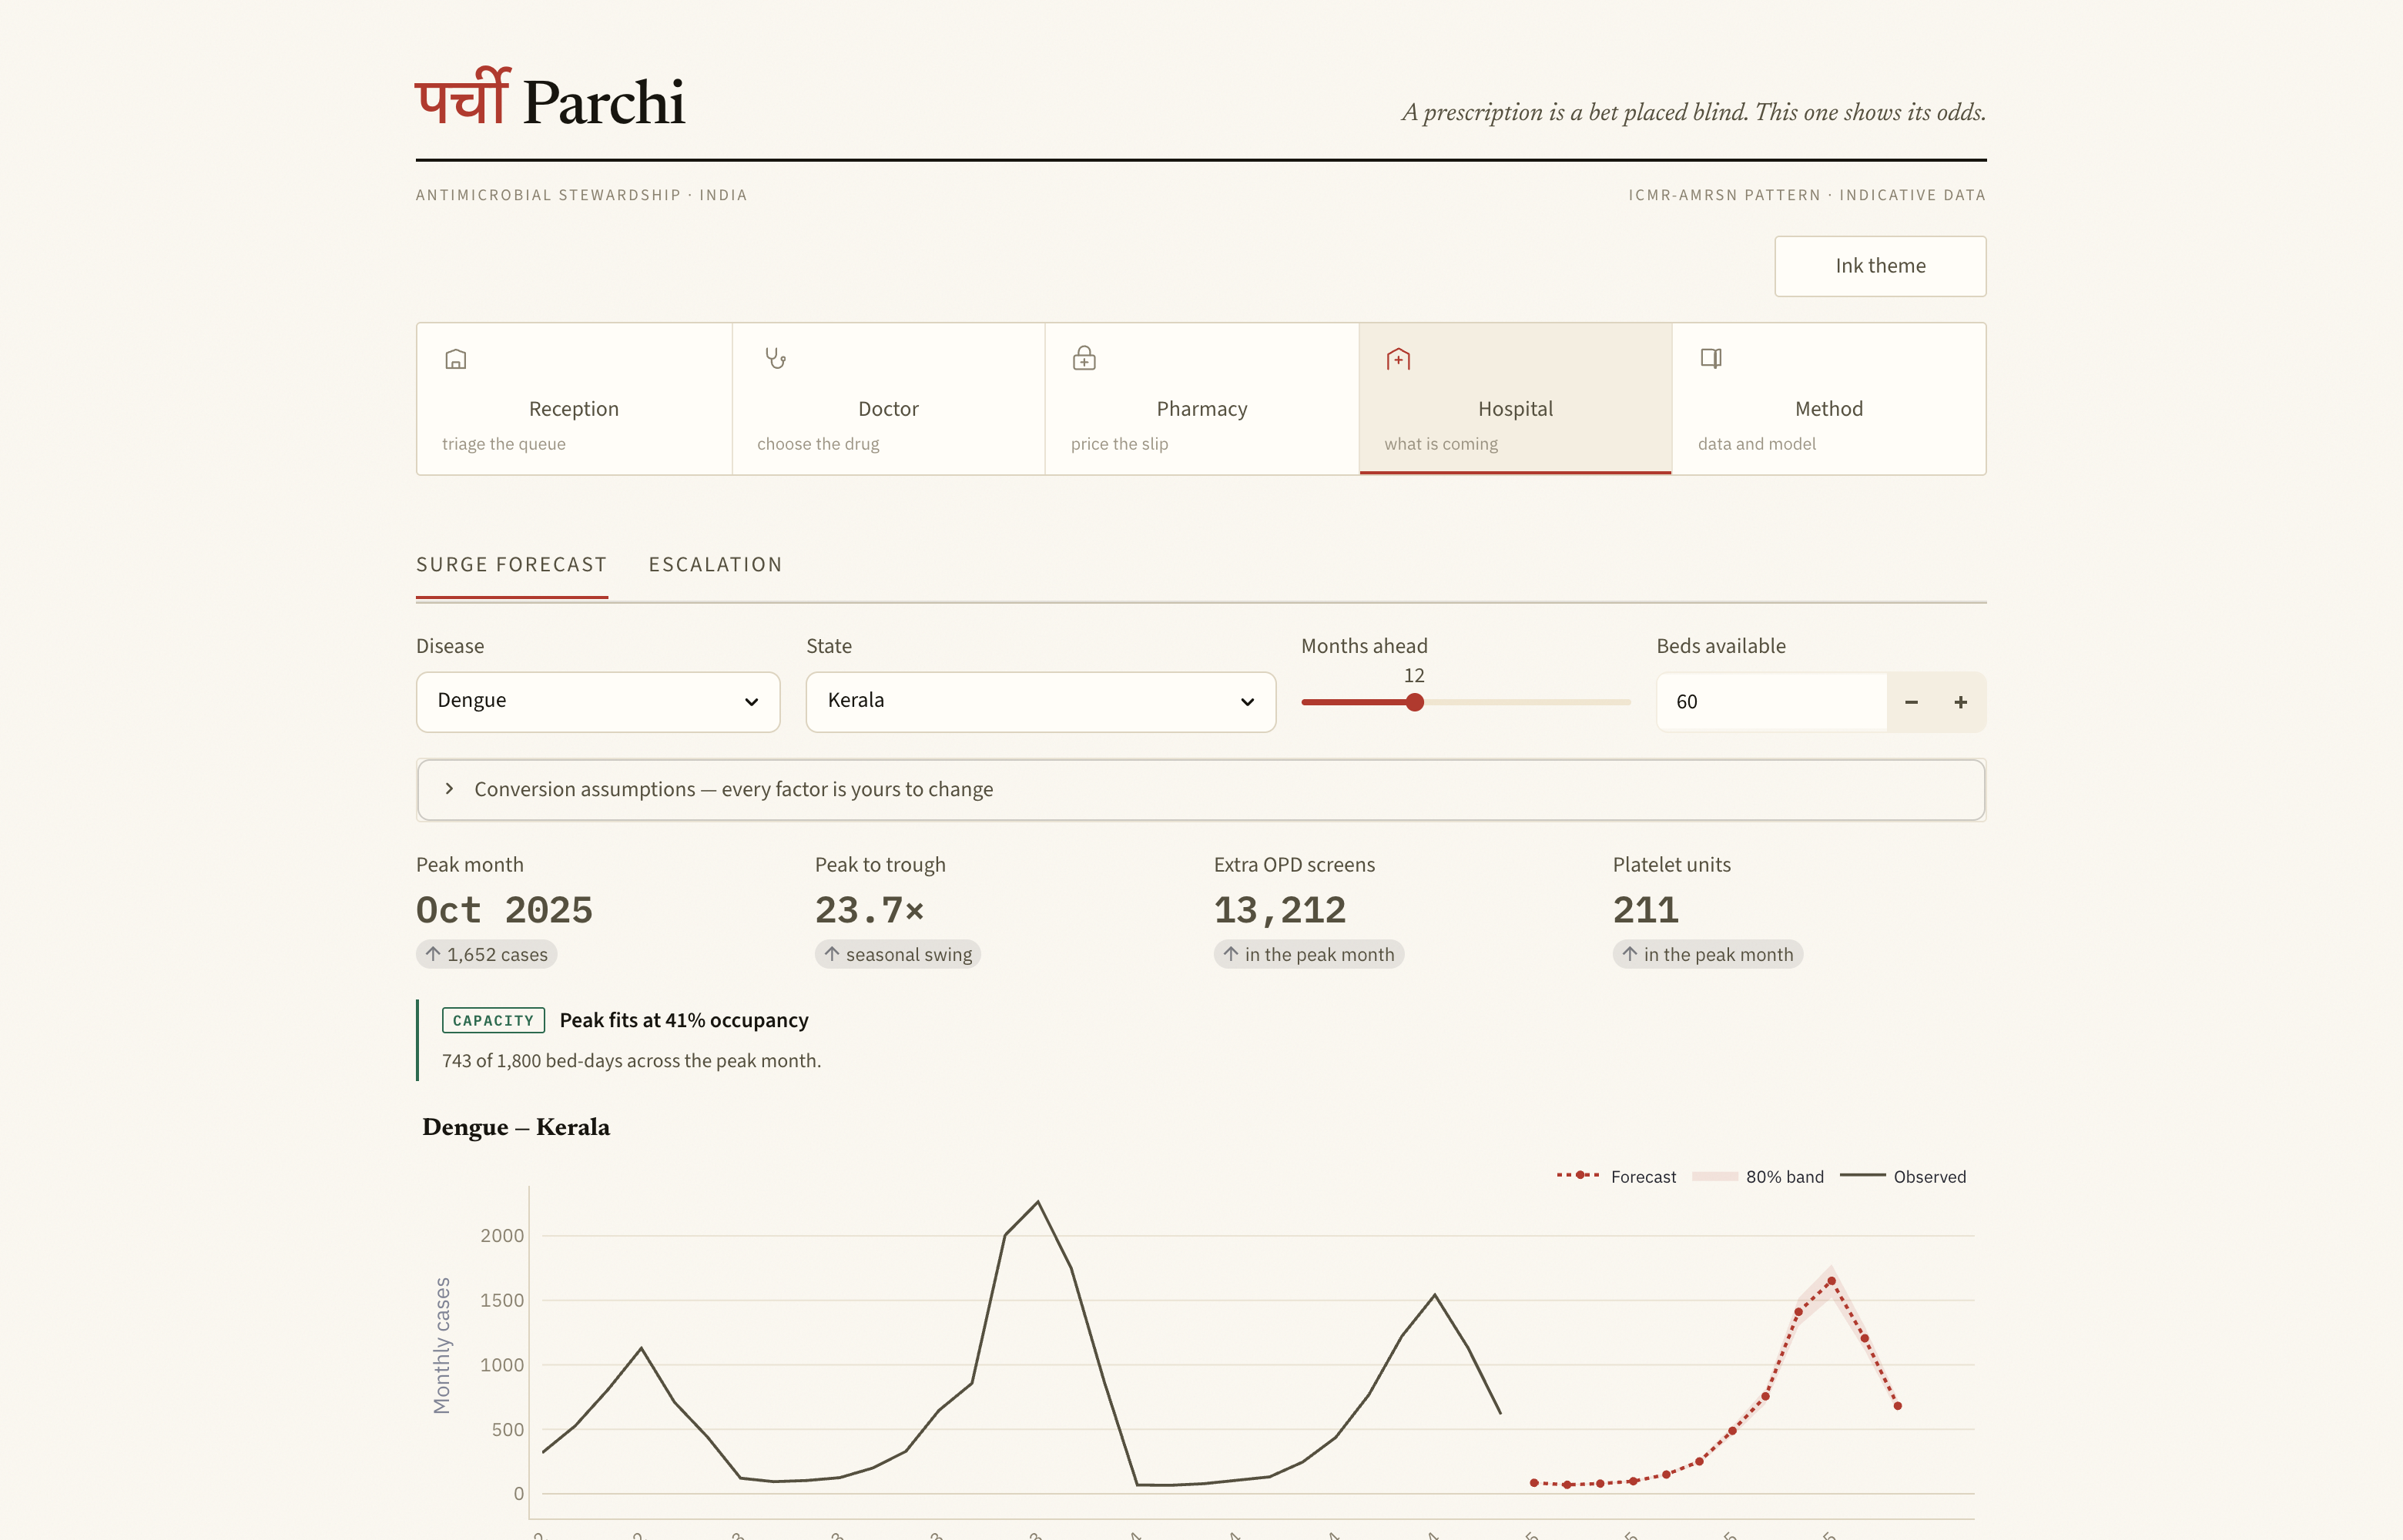 पर्ची Parchi
A prescription is a bet placed blind. This one shows its odds.
ANTIMICROBIAL STEWARDSHIP · INDIA
ICMR-AMRSN PATTERN · INDICATIVE DATA
Ink theme
Reception
triage the queue
Doctor
choose the drug
Pharmacy
price the slip
Hospital
what is coming
Method
data and model
SURGE FORECAST
ESCALATION
Disease
Dengue
State
Kerala
Months ahead
12
Beds available
60
Conversion assumptions — every factor is yours to change
Peak month
Oct 2025
↑ 1,652 cases
Peak to trough
23.7×
↑ seasonal swing
Extra OPD screens
13,212
↑ in the peak month
Platelet units
211
↑ in the peak month
CAPACITY Peak fits at 41% occupancy
743 of 1,800 bed-days across the peak month.
Dengue – Kerala
Forecast
80% band
Observed
Monthly cases
2000
1500
1000
500
0